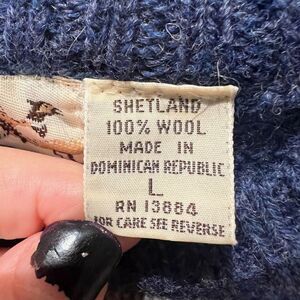 SHETLAND
100% WOOL
MADE IN
DOMINICAN REPUBLIC
L
RN 13884
FOR CARE SEE REVERSE